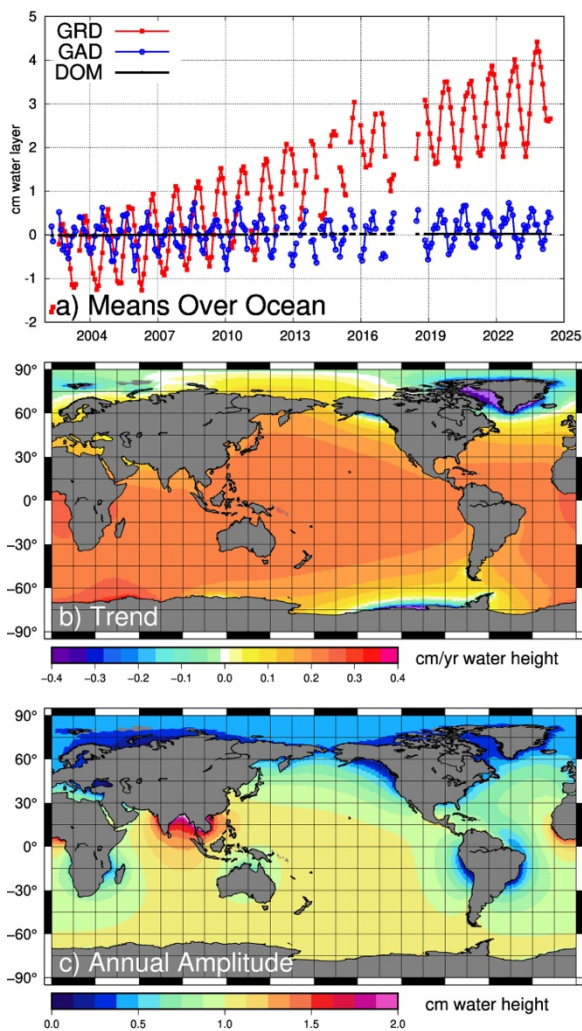 5
4
3
2
1
0
-1
-2
cm water layer
GRD
GAD
DOM
a) Means Over Ocean
2004 2007 2010 2013 2016 2019 2022 2025
90°
60°
30°
0°
−30°
−60°
−90°
b) Trend
−0.4 −0.3 −0.2 −0.1 0.0 0.1 0.2 0.3 0.4
cm/yr water height
90°
60°
30°
0°
−30°
−60°
−90°
c) Annual Amplitude
0.0 0.5 1.0 1.5 2.0
cm water height